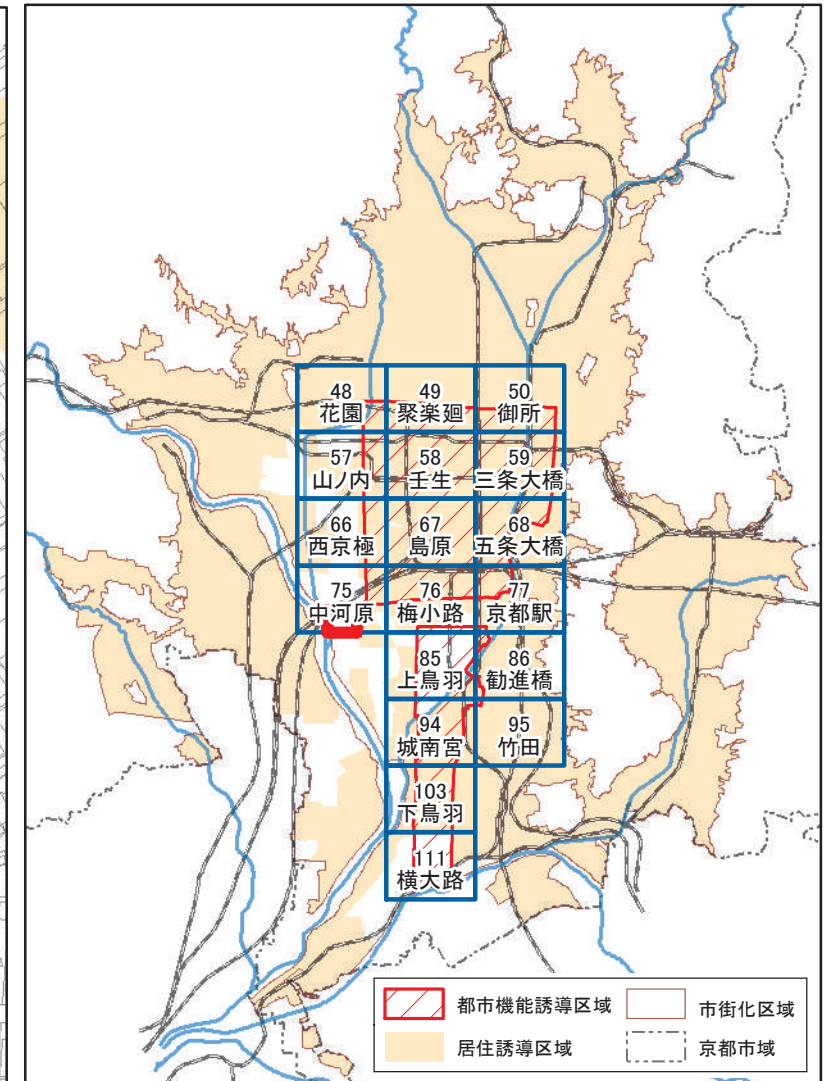 48
花園
49
聚楽廻
50
御所
57
山ノ内
58
壬生
59
三条大橋
66
西京極
67
島原
68
五条大橋
75
中河原
76
梅小路
77
京都駅
85
上鳥羽
86
勧進橋
94
城南宮
95
竹田
103
下鳥羽
111
横大路
都市機能誘導区域
市街化区域
居住誘導区域
京都市域